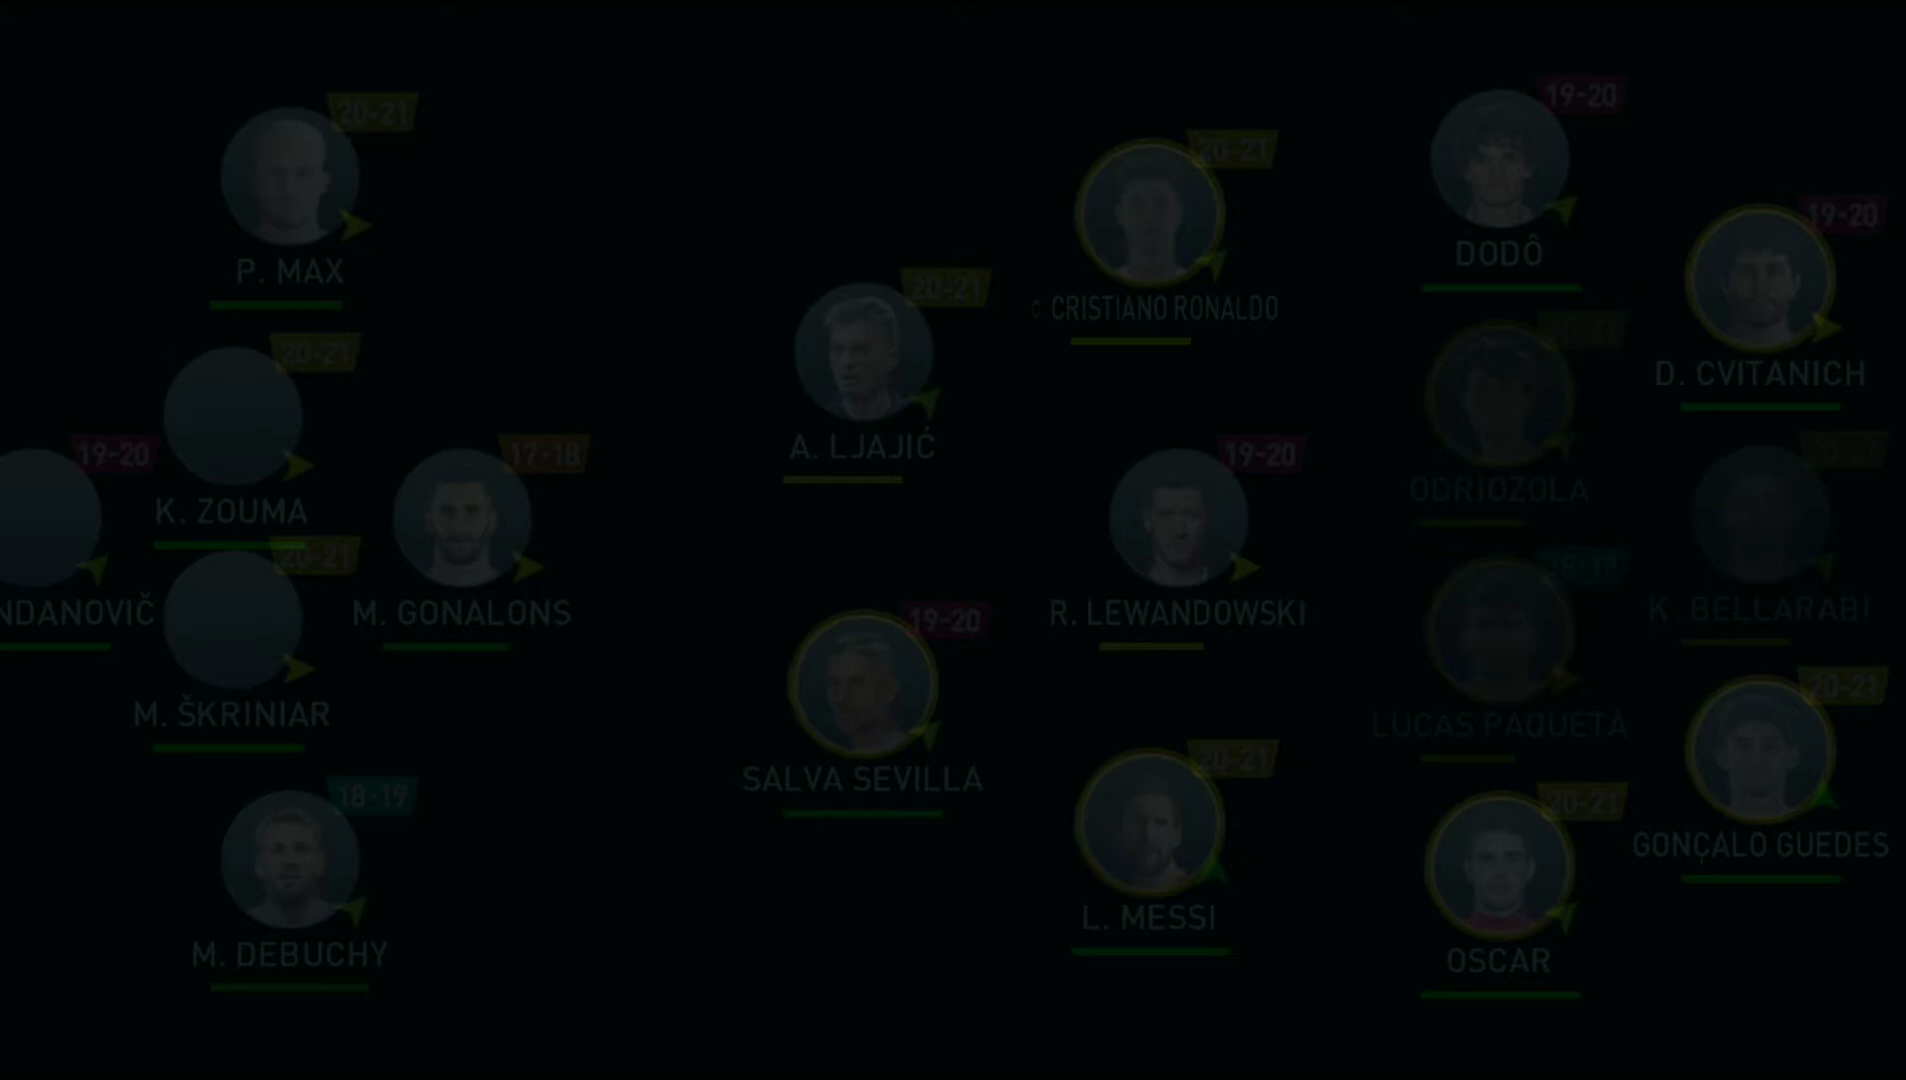 20-21
P. MAX
20-21
K. ZOUMA
19-20
NDANOVIČ
20-21
M. ŠKRINIAR
17-18
M. GONALONS
18-19
M. DEBUCHY
20-21
A. LJAJIĆ
19-20
SALVA SEVILLA
20-21
C CRISTIANO RONALDO
19-20
R. LEWANDOWSKI
20-21
L. MESSI
19-20
DODÔ
ODRIOZOLA
LUCAS PAQUETÁ
20-21
OSCAR
19-20
D. CVITANICH
K. BELLARABI
20-21
GONÇALO GUEDES